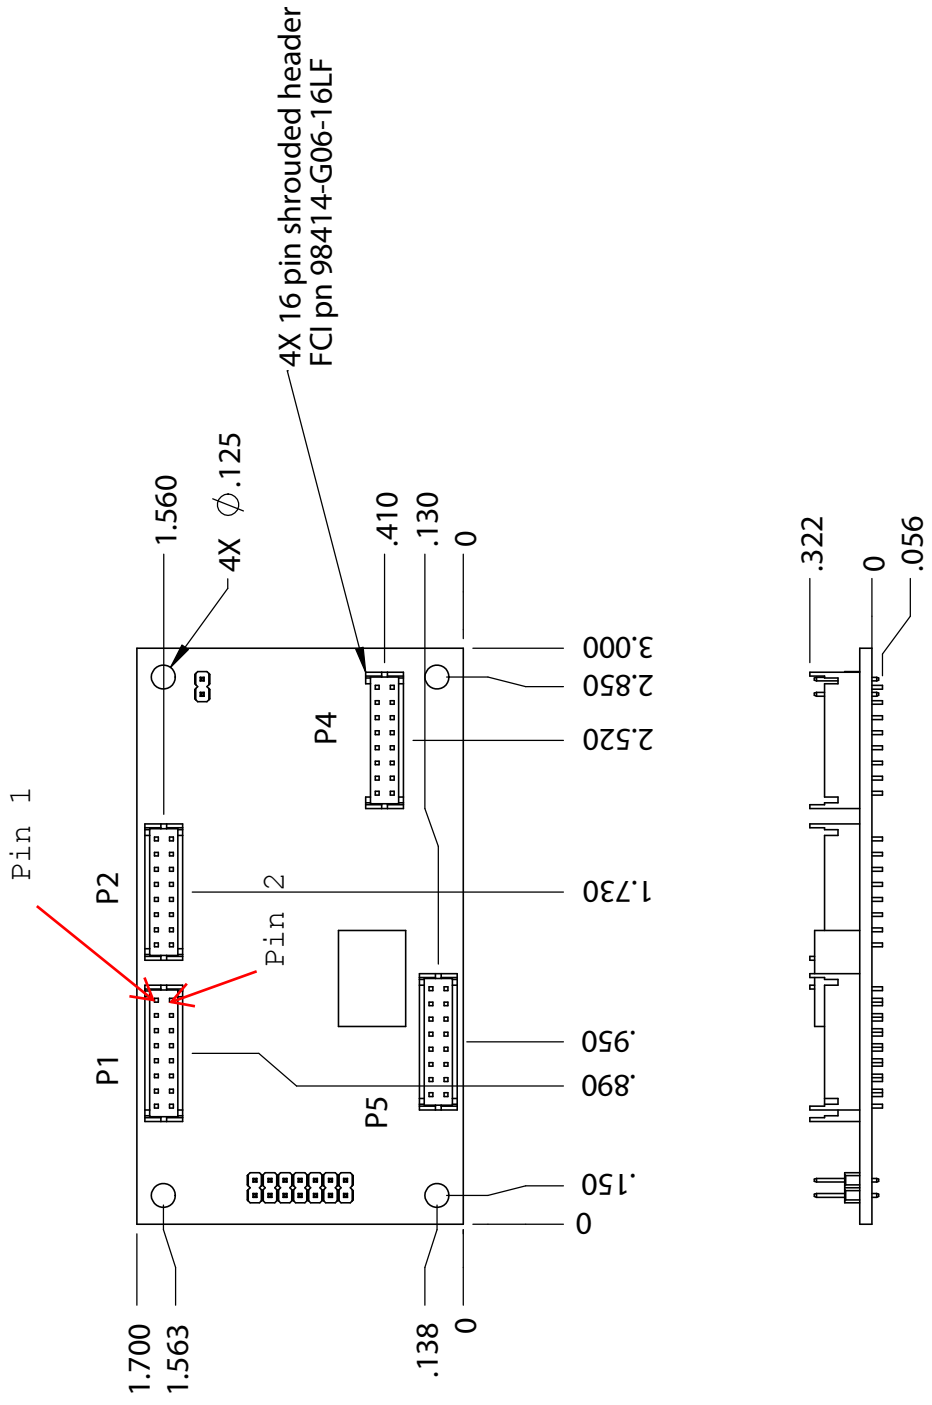 4X 16 pin shrouded header
FCI pn 98414-G06-16LF
4X ∅.125
1.560
.410
.130
0
3.000
2.850
2.520
1.730
.950
.890
.150
0
1.700
1.563
.138
0
P1
P2
P4
P5
Pin 1
Pin 2
.322
0
.056